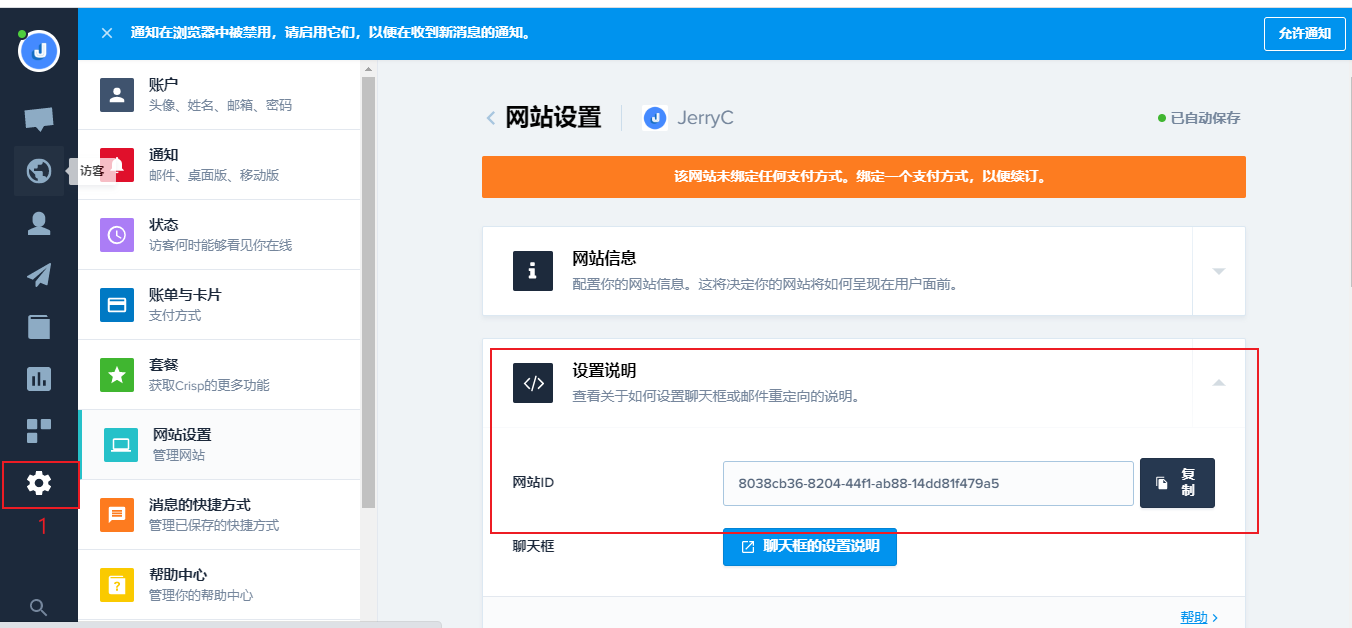 通知在浏览器中被禁用，请启用它们，以便在收到新消息的通知。
允许通知
账户
头像、姓名、邮箱、密码
访客
通知
邮件、桌面版、移动版
状态
访客何时能够看见你在线
账单与卡片
支付方式
套餐
获取Crisp的更多功能
网站设置
管理网站
消息的快捷方式
管理已保存的快捷方式
帮助中心
管理你的帮助中心
1
网站设置
JerryC
已自动保存
该网站未绑定任何支付方式。绑定一个支付方式，以便续订。
网站信息
配置你的网站信息。这将决定你的网站将如何呈现在用户面前。
设置说明
查看关于如何设置聊天框或邮件重定向的说明。
网站ID
8038cb36-8204-44f1-ab88-14dd81f479a5
复
制
聊天框
聊天框的设置说明
帮助